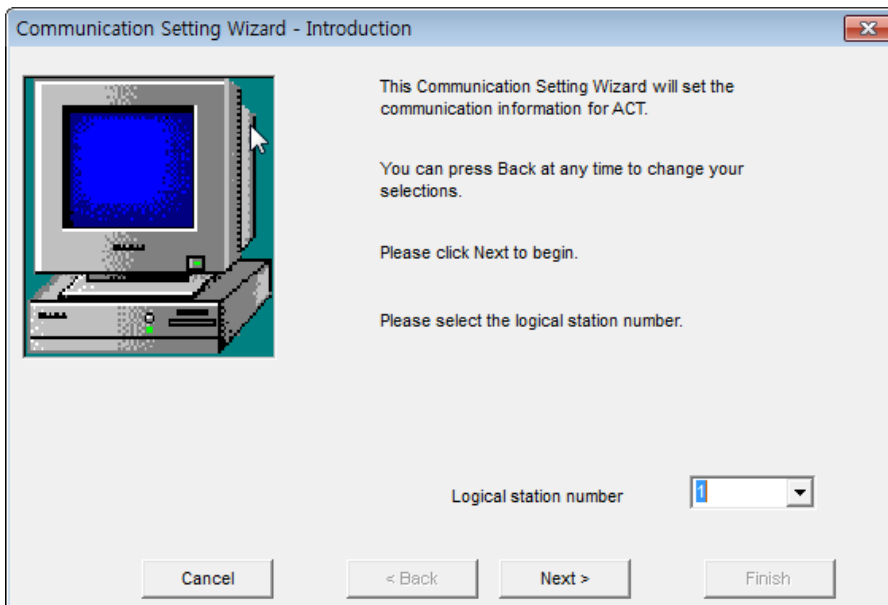 Communication Setting Wizard - Introduction
This Communication Setting Wizard will set the
communication information for ACT.
You can press Back at any time to change your
selections.
Please click Next to begin.
Please select the logical station number.
Logical station number 1
Cancel < Back Next > Finish